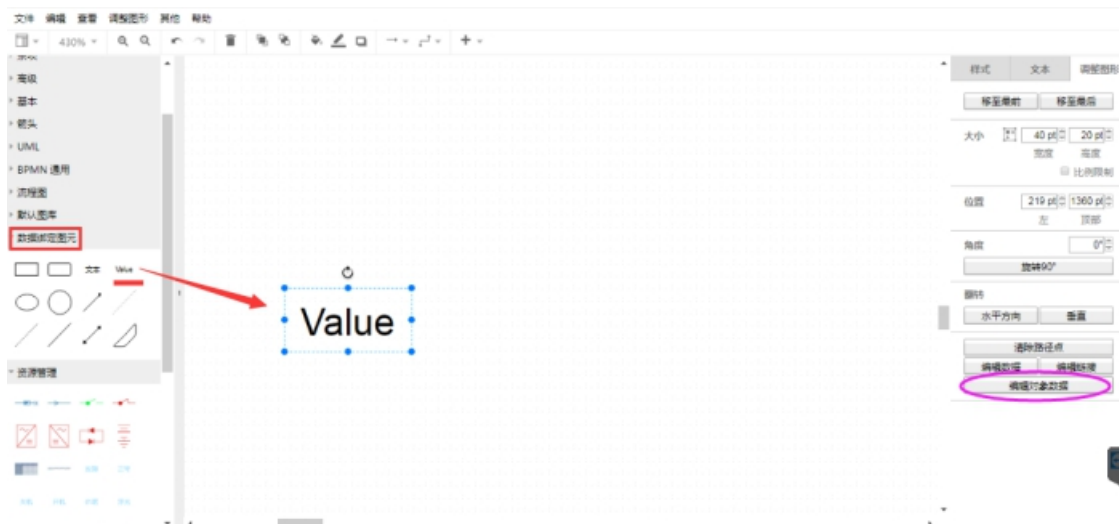 文件 编辑 查看 调整图形 其他 帮助
430%
高级
基本
箭头
UML
BPMN 通用
流程图
默认图库
数据绑定图元
文本 Value
资源管理
Value
样式 文本 调整图形
移至最前 移至最后
大小 40 pt 20 pt
宽度 高度
比例限制
位置 219 pt 1360 pt
左 顶部
角度 0°
旋转90°
翻转
水平方向 垂直
清除路径点
编辑数据 编辑链接
编辑对象数据